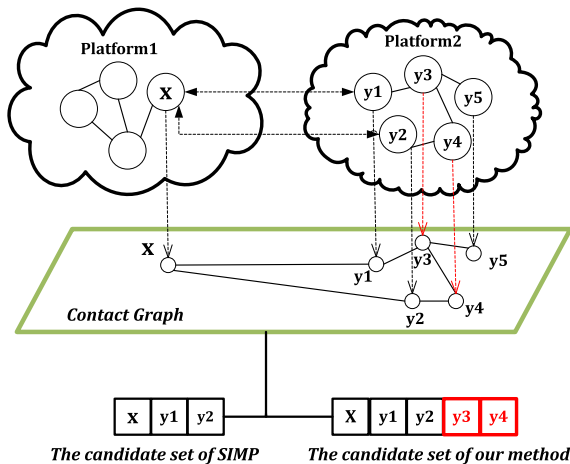 Platform1
Platform2
x
y1
y3
y5
y2
y4
x
y1
y3
y5
y2
y4
Contact Graph
x y1 y2
X y1 y2 y3 y4
The candidate set of SIMP
The candidate set of our method